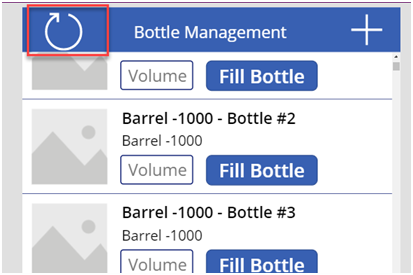 Bottle Management
Volume Fill Bottle
Barrel -1000 - Bottle #2
Barrel -1000
Volume Fill Bottle
Barrel -1000 - Bottle #3
Barrel -1000
Volume Fill Bottle